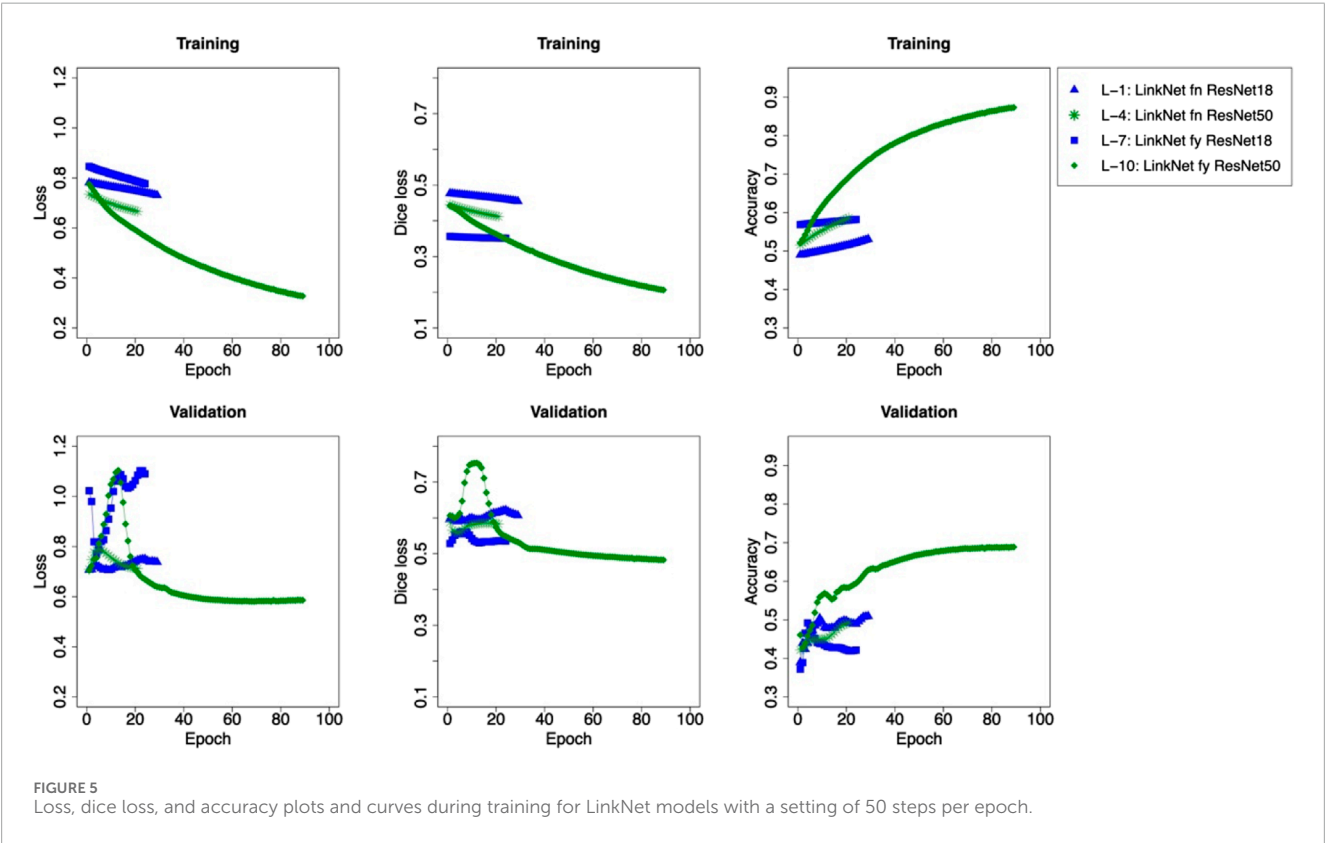 Training
Training
Training
Loss
0.2 0.4 0.6 0.8 1.0 1.2
0 20 40 60 80 100
Epoch
Dice loss
0.1 0.3 0.5 0.7
0 20 40 60 80 100
Epoch
Accuracy
0.3 0.4 0.5 0.6 0.7 0.8 0.9
0 20 40 60 80 100
Epoch
L-1: LinkNet fn ResNet18
L-4: LinkNet fn ResNet50
L-7: LinkNet fy ResNet18
L-10: LinkNet fy ResNet50
Validation
Validation
Validation
Loss
0.2 0.4 0.6 0.8 1.0 1.2
0 20 40 60 80 100
Epoch
Dice loss
0.1 0.3 0.5 0.7
0 20 40 60 80 100
Epoch
Accuracy
0.3 0.4 0.5 0.6 0.7 0.8 0.9
0 20 40 60 80 100
Epoch
FIGURE 5
Loss, dice loss, and accuracy plots and curves during training for LinkNet models with a setting of 50 steps per epoch.